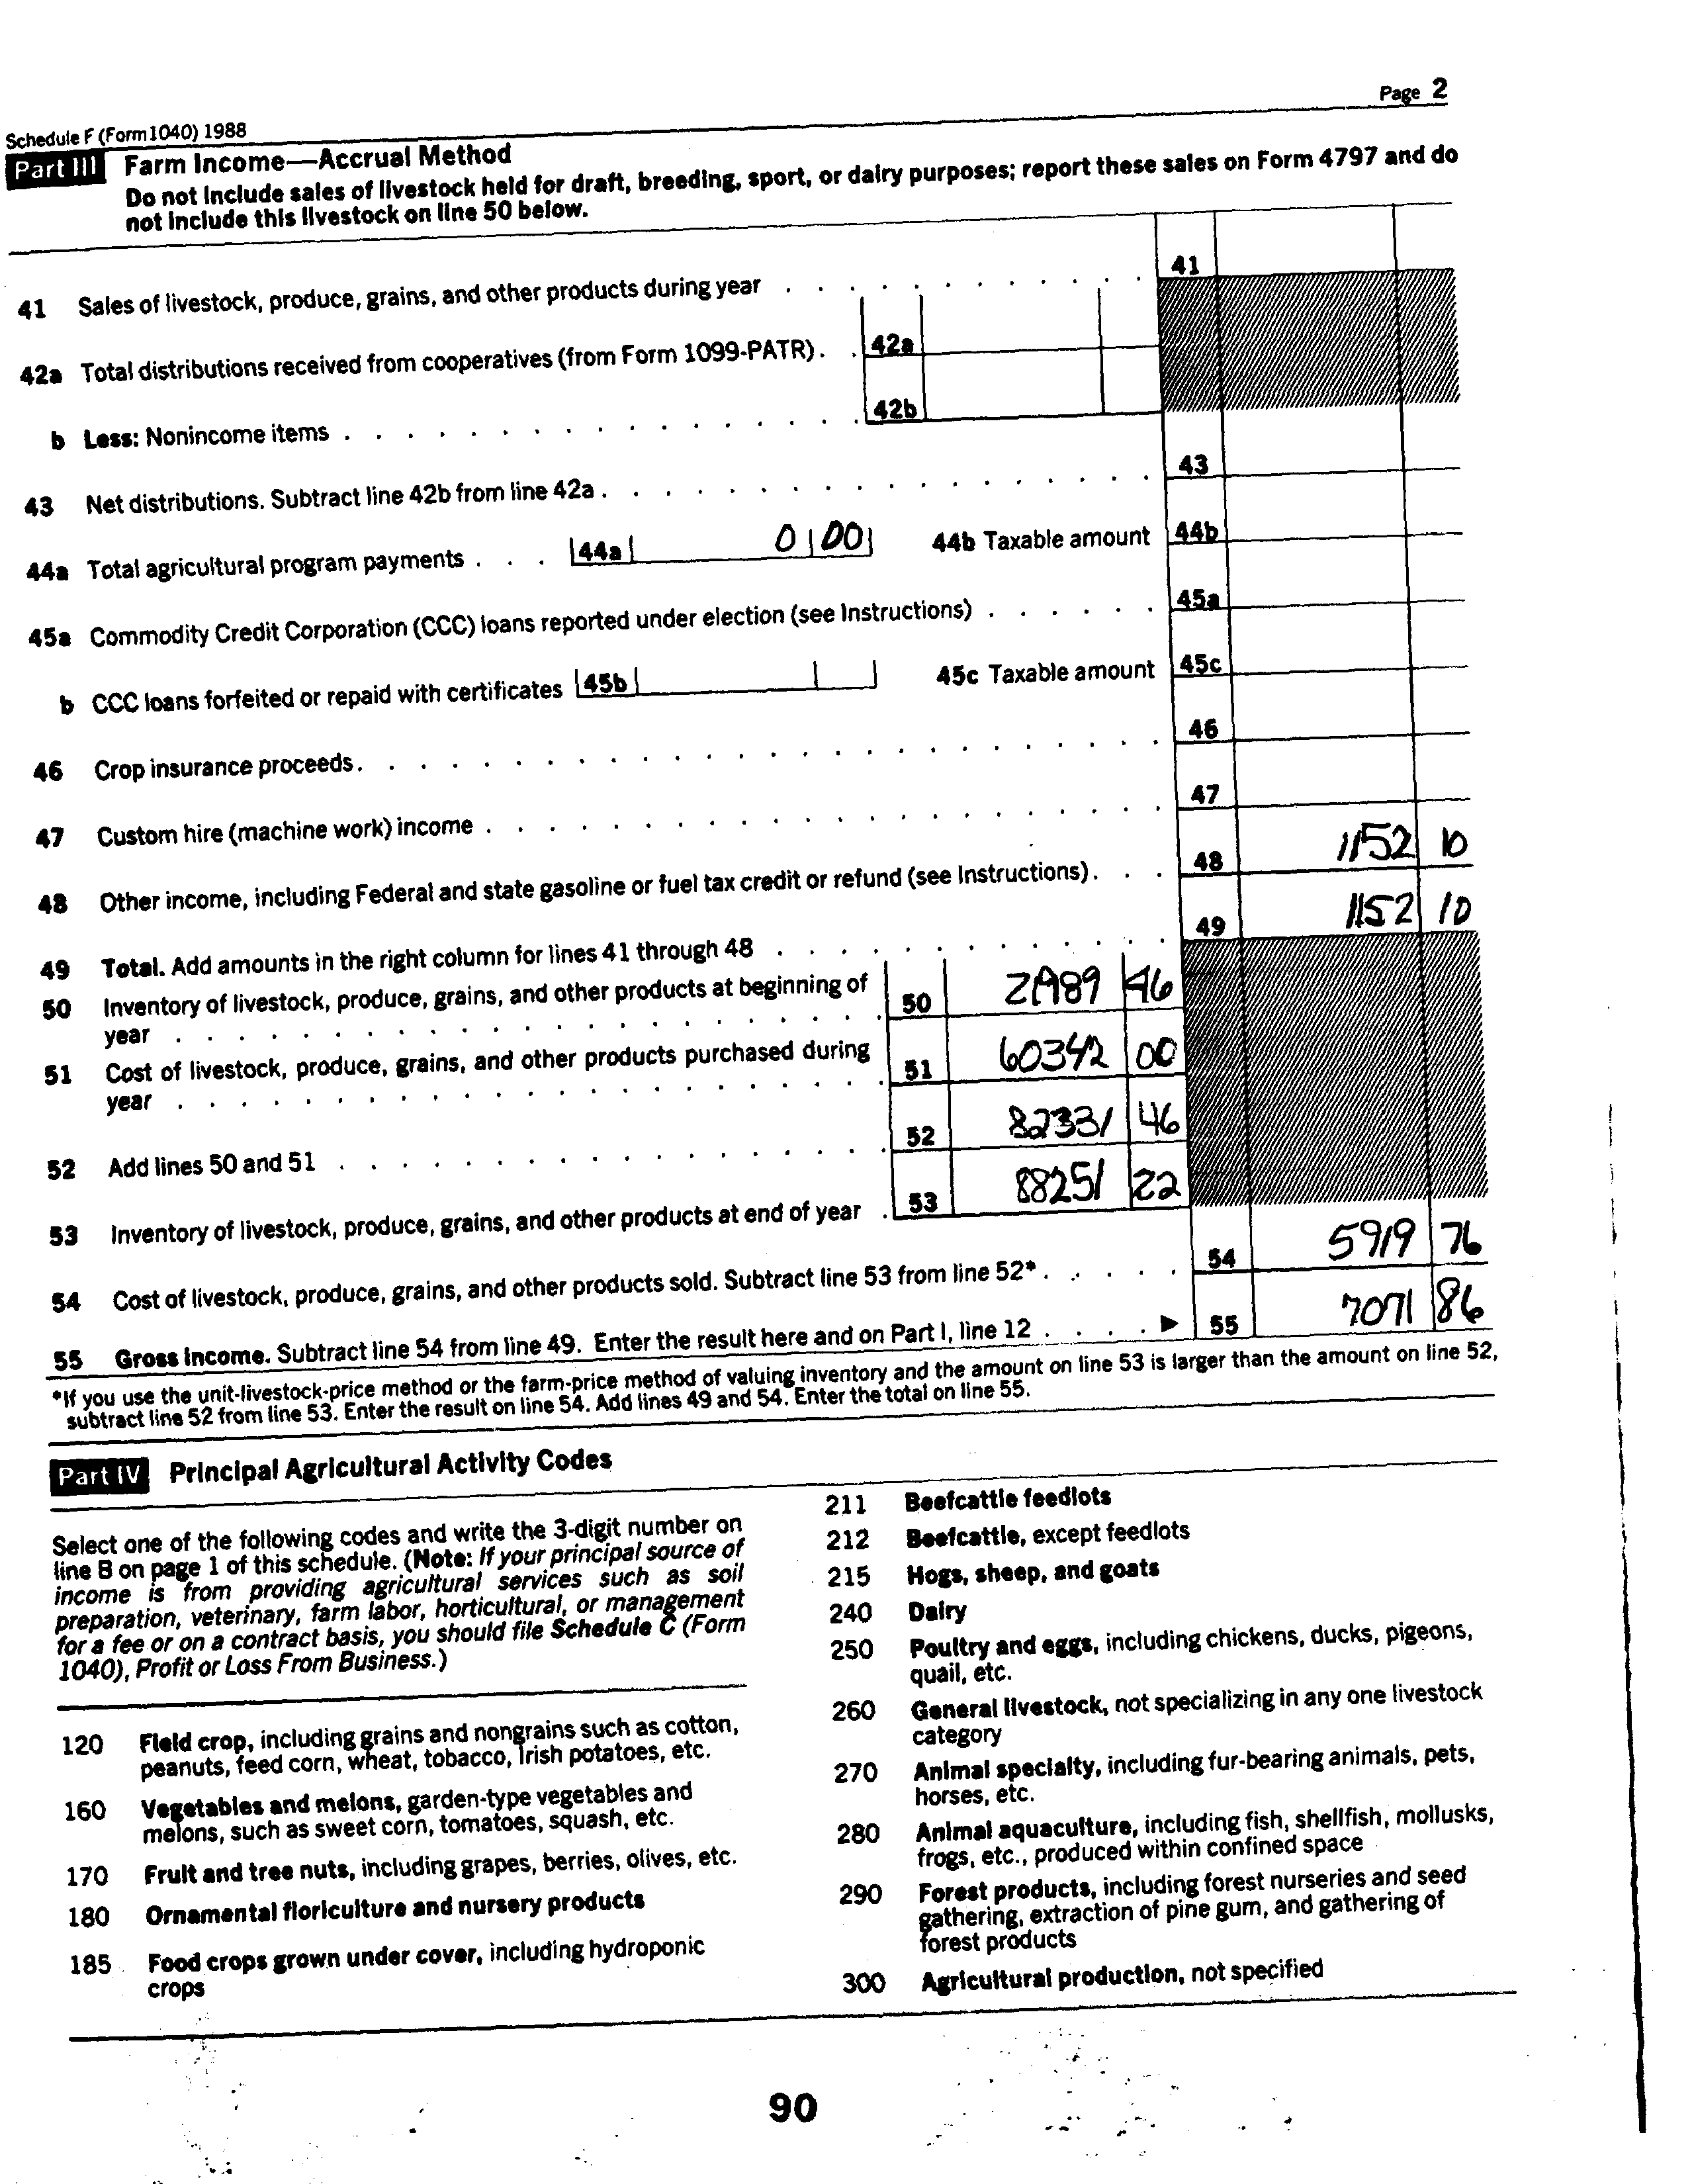 Page 2
Schedule F (Form 1040) 1988
Part III Farm Income—Accrual Method
Do not include sales of livestock held for draft, breeding, sport, or dairy purposes; report these sales on Form 4797 and do
not include this livestock on line 50 below.
41 Sales of livestock, produce, grains, and other products during year . . . . . . . . . . . . 41
42a Total distributions received from cooperatives (from Form 1099-PATR) . . 42a
b Less: Nonincome items . . . . . . . . . . . . . . . . . 42b
43 Net distributions. Subtract line 42b from line 42a . . . . . . . . . . . . . . . . . . 43
44a Total agricultural program payments . . . 44a 0 00 44b Taxable amount 44b
45a Commodity Credit Corporation (CCC) loans reported under election (see Instructions) . . . . . . 45a
b CCC loans forfeited or repaid with certificates 45b 45c Taxable amount 45c
46 Crop insurance proceeds . . . . . . . . . . . . . . . . . . . . . . . . . . 46
47 Custom hire (machine work) income . . . . . . . . . . . . . . . . . . . . . . 47
48 Other income, including Federal and state gasoline or fuel tax credit or refund (see Instructions) . . . 48 1152 10
49 Total. Add amounts in the right column for lines 41 through 48 . . . . . . . . . . . . . 49 1152 10
50 Inventory of livestock, produce, grains, and other products at beginning of
year . . . . . . . . . . . . . . . . . . . . . . 50 21989 46
51 Cost of livestock, produce, grains, and other products purchased during
year . . . . . . . . . . . . . . . . . . . . . . 51 60342 00
52 Add lines 50 and 51 . . . . . . . . . . . . . . . . . 52 82331 46
53 Inventory of livestock, produce, grains, and other products at end of year . 53 88251 22
54 Cost of livestock, produce, grains, and other products sold. Subtract line 53 from line 52* . . . . . 54 5919 76
55 Gross income. Subtract line 54 from line 49. Enter the result here and on Part I, line 12 . . . . ▶ 55 7071 86
*If you use the unit-livestock-price method or the farm-price method of valuing inventory and the amount on line 53 is larger than the amount on line 52,
subtract line 52 from line 53. Enter the result on line 54. Add lines 49 and 54. Enter the total on line 55.
Part IV Principal Agricultural Activity Codes
Select one of the following codes and write the 3-digit number on
line B on page 1 of this schedule. (Note: If your principal source of
income is from providing agricultural services such as soil
preparation, veterinary, farm labor, horticultural, or management
for a fee or on a contract basis, you should file Schedule C (Form
1040), Profit or Loss From Business.)
120 Field crop, including grains and nongrains such as cotton,
peanuts, feed corn, wheat, tobacco, Irish potatoes, etc.
160 Vegetables and melons, garden-type vegetables and
melons, such as sweet corn, tomatoes, squash, etc.
170 Fruit and tree nuts, including grapes, berries, olives, etc.
180 Ornamental floriculture and nursery products
185 Food crops grown under cover, including hydroponic
crops
211 Beefcattle feedlots
212 Beefcattle, except feedlots
215 Hogs, sheep, and goats
240 Dairy
250 Poultry and eggs, including chickens, ducks, pigeons,
quail, etc.
260 General livestock, not specializing in any one livestock
category
270 Animal specialty, including fur-bearing animals, pets,
horses, etc.
280 Animal aquaculture, including fish, shellfish, mollusks,
frogs, etc., produced within confined space
290 Forest products, including forest nurseries and seed
gathering, extraction of pine gum, and gathering of
forest products
300 Agricultural production, not specified
90